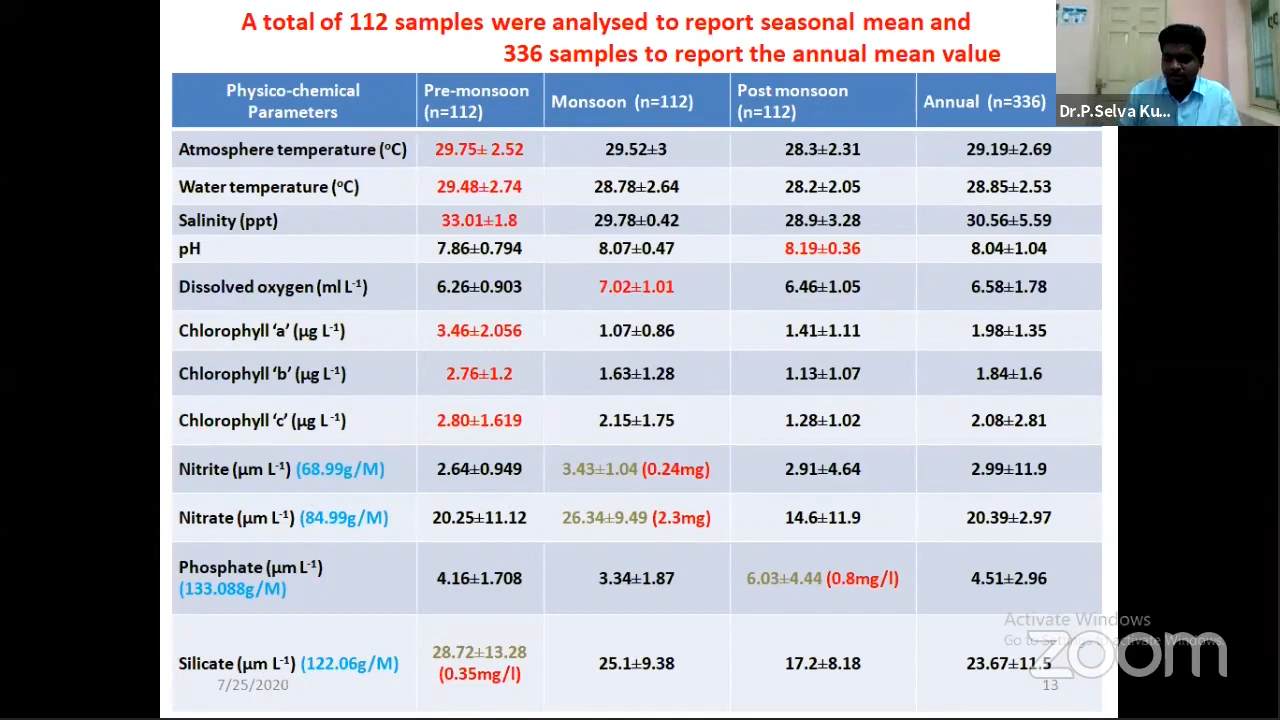 A total of 112 samples were analysed to report seasonal mean and
336 samples to report the annual mean value
Physico-chemical Parameters Pre-monsoon (n=112) Monsoon (n=112) Post monsoon (n=112) Annual (n=336)
Dr.P.Selva Ku...
Atmosphere temperature (ᵒC) 29.75± 2.52 29.52±3 28.3±2.31 29.19±2.69
Water temperature (ᵒC) 29.48±2.74 28.78±2.64 28.2±2.05 28.85±2.53
Salinity (ppt) 33.01±1.8 29.78±0.42 28.9±3.28 30.56±5.59
pH 7.86±0.794 8.07±0.47 8.19±0.36 8.04±1.04
Dissolved oxygen (ml L⁻¹) 6.26±0.903 7.02±1.01 6.46±1.05 6.58±1.78
Chlorophyll ‘a’ (µg L⁻¹) 3.46±2.056 1.07±0.86 1.41±1.11 1.98±1.35
Chlorophyll ‘b’ (µg L⁻¹) 2.76±1.2 1.63±1.28 1.13±1.07 1.84±1.6
Chlorophyll ‘c’ (µg L⁻¹) 2.80±1.619 2.15±1.75 1.28±1.02 2.08±2.81
Nitrite (µm L⁻¹) (68.99g/M) 2.64±0.949 3.43±1.04 (0.24mg) 2.91±4.64 2.99±11.9
Nitrate (µm L⁻¹) (84.99g/M) 20.25±11.12 26.34±9.49 (2.3mg) 14.6±11.9 20.39±2.97
Phosphate (µm L⁻¹) (133.088g/M) 4.16±1.708 3.34±1.87 6.03±4.44 (0.8mg/l) 4.51±2.96
Activate Windows
Go to Settings to activate Windows.
zoom
Silicate (µm L⁻¹) (122.06g/M) 28.72±13.28 (0.35mg/l) 25.1±9.38 17.2±8.18 23.67±11.5
7/25/2020 13